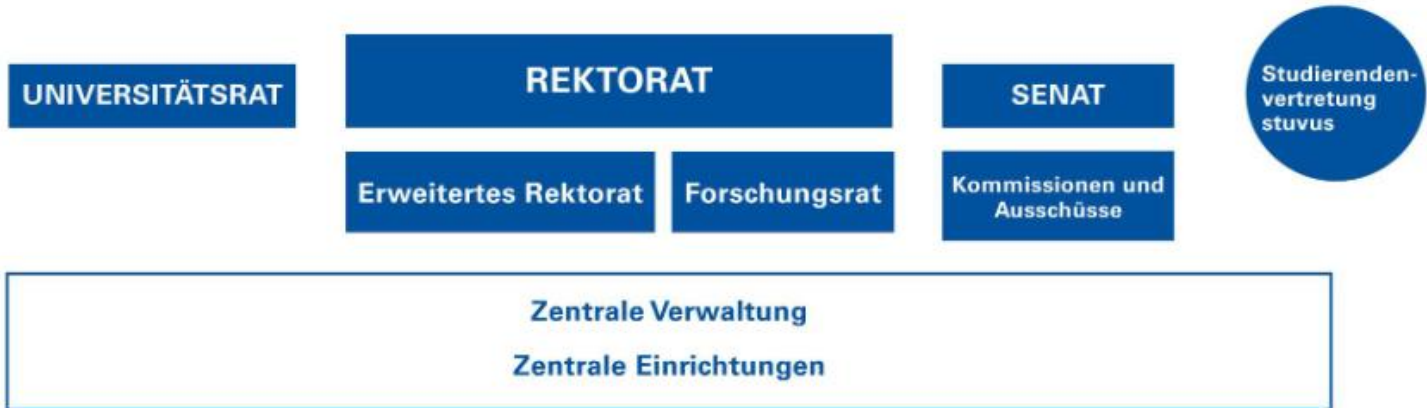 UNIVERSITÄTSRAT
REKTORAT
SENAT
Studierenden-
vertretung
stuvus
Erweitertes Rektorat
Forschungsrat
Kommissionen und
Ausschüsse
Zentrale Verwaltung
Zentrale Einrichtungen